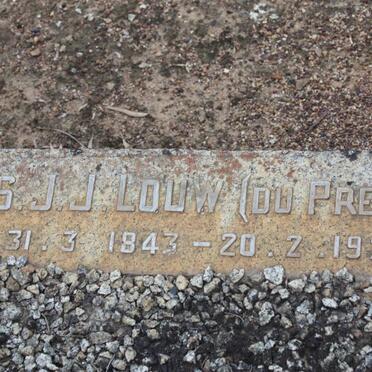 S. J. J. LOUW (DU PRE
31. 3. 1843 – 20. 2. 19